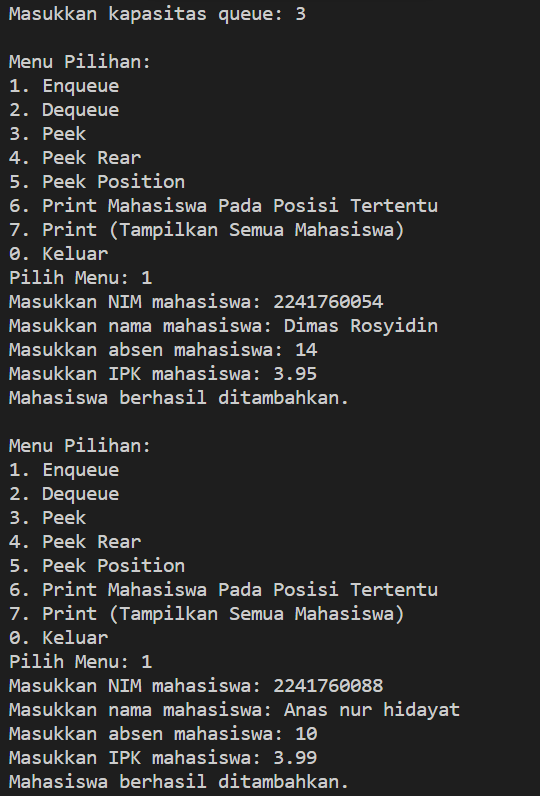 Masukkan kapasitas queue: 3
Menu Pilihan:
1. Enqueue
2. Dequeue
3. Peek
4. Peek Rear
5. Peek Position
6. Print Mahasiswa Pada Posisi Tertentu
7. Print (Tampilkan Semua Mahasiswa)
0. Keluar
Pilih Menu: 1
Masukkan NIM mahasiswa: 2241760054
Masukkan nama mahasiswa: Dimas Rosyidin
Masukkan absen mahasiswa: 14
Masukkan IPK mahasiswa: 3.95
Mahasiswa berhasil ditambahkan.
Menu Pilihan:
1. Enqueue
2. Dequeue
3. Peek
4. Peek Rear
5. Peek Position
6. Print Mahasiswa Pada Posisi Tertentu
7. Print (Tampilkan Semua Mahasiswa)
0. Keluar
Pilih Menu: 1
Masukkan NIM mahasiswa: 2241760088
Masukkan nama mahasiswa: Anas nur hidayat
Masukkan absen mahasiswa: 10
Masukkan IPK mahasiswa: 3.99
Mahasiswa berhasil ditambahkan.